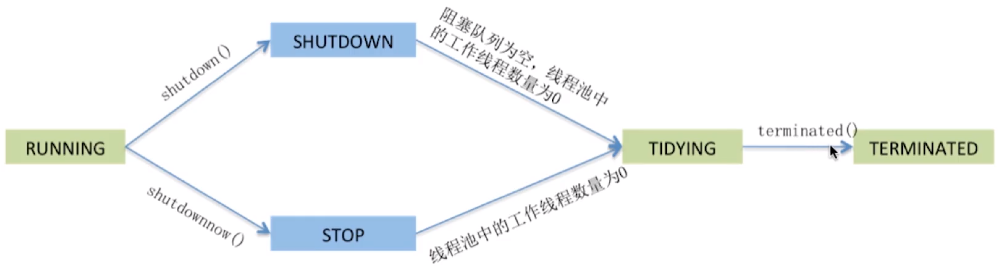 SHUTDOWN
shutdown()
阻塞队列为空，线程池中
的工作线程数量为0
RUNNING
TIDYING
terminated()
TERMINATED
shutdownnow()
STOP
线程池中的工作线程数量为0